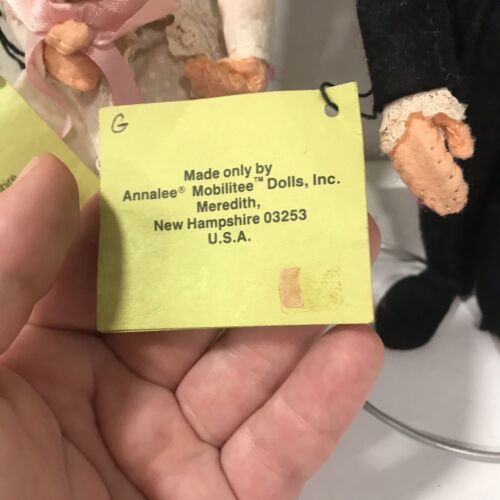 G
Made only by
Annalee® Mobilitee™ Dolls, Inc.
Meredith,
New Hampshire 03253
U.S.A.